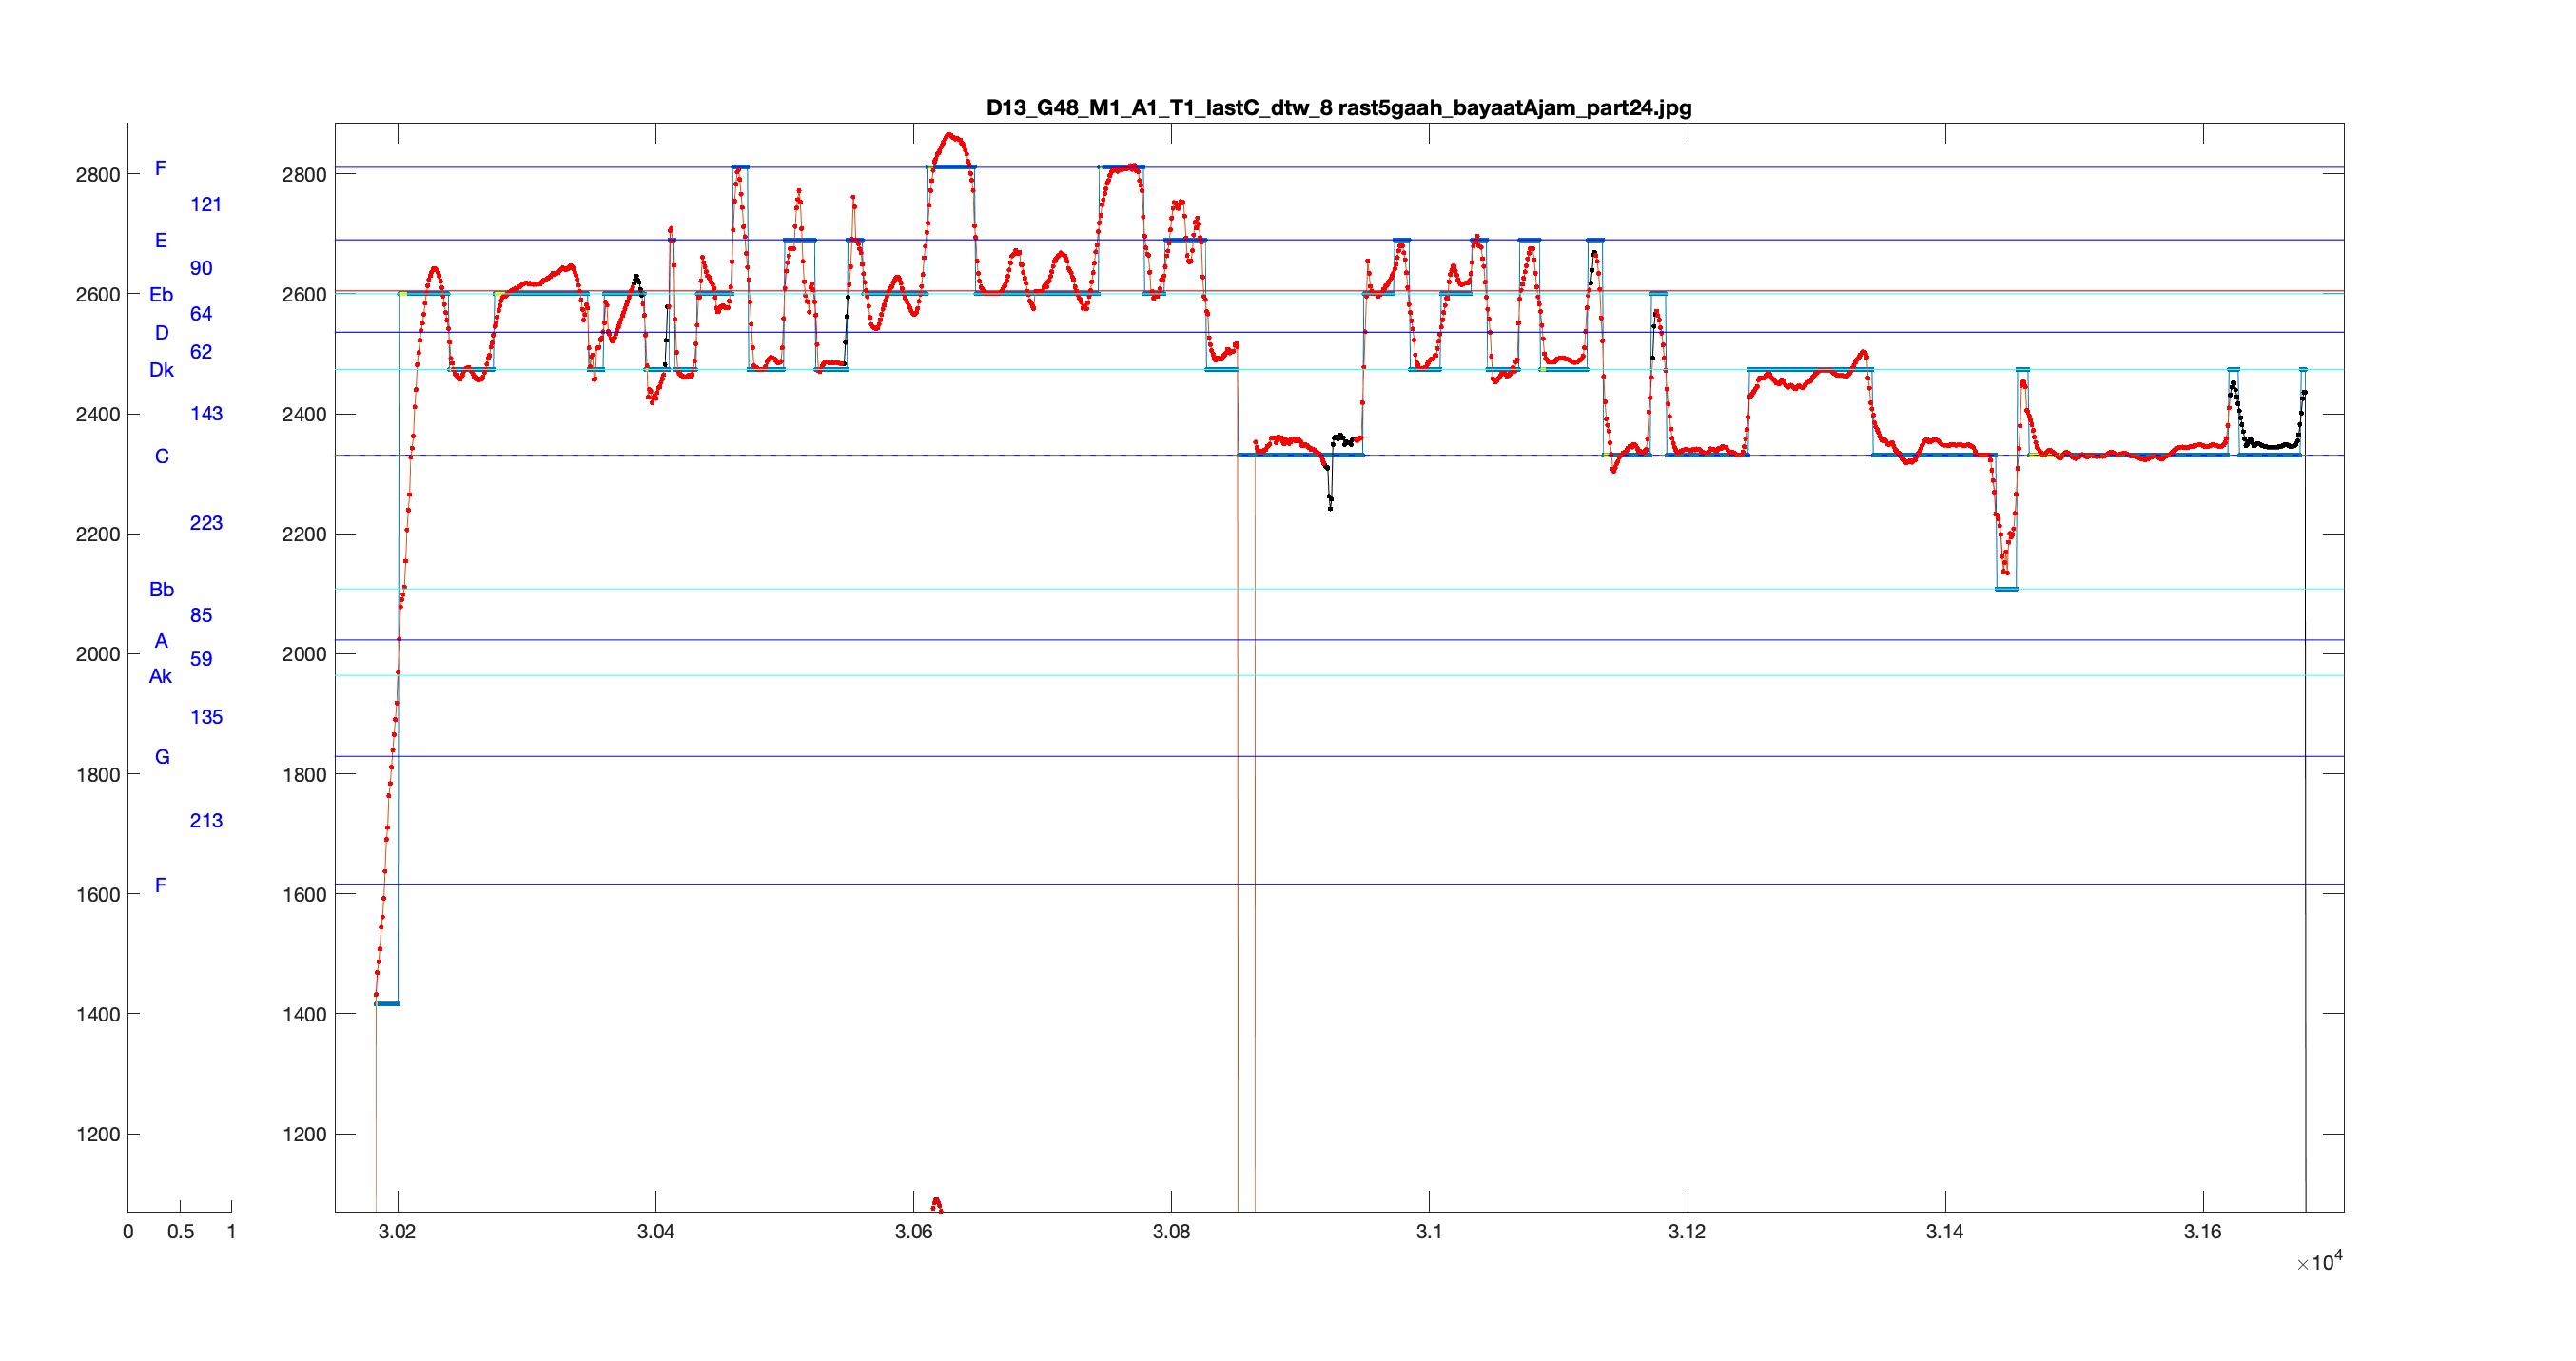 D13_G48_M1_A1_T1_lastC_dtw_8 rast5gaah_bayaatAjam_part24.jpg
2800 F 2800
121
E
90
2600 Eb 2600
64
D
62
Dk
2400 143 2400
C
223
2200 2200
Bb
85
A
2000 59 2000
Ak
135
G
1800 1800
213
1600 F 1600
1400 1400
1200 1200
0 0.5 1 3.02 3.04 3.06 3.08 3.1 3.12 3.14 3.16
×10⁴